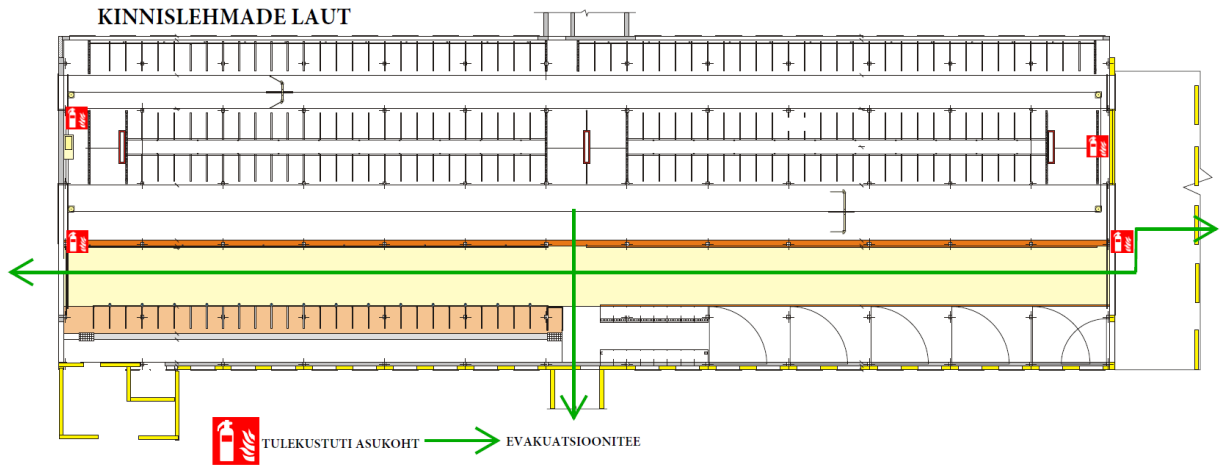 KINNISLEHMADE LAUT
TULEKUSTUTI ASUKOHT
EVAKUATSIOONITEE